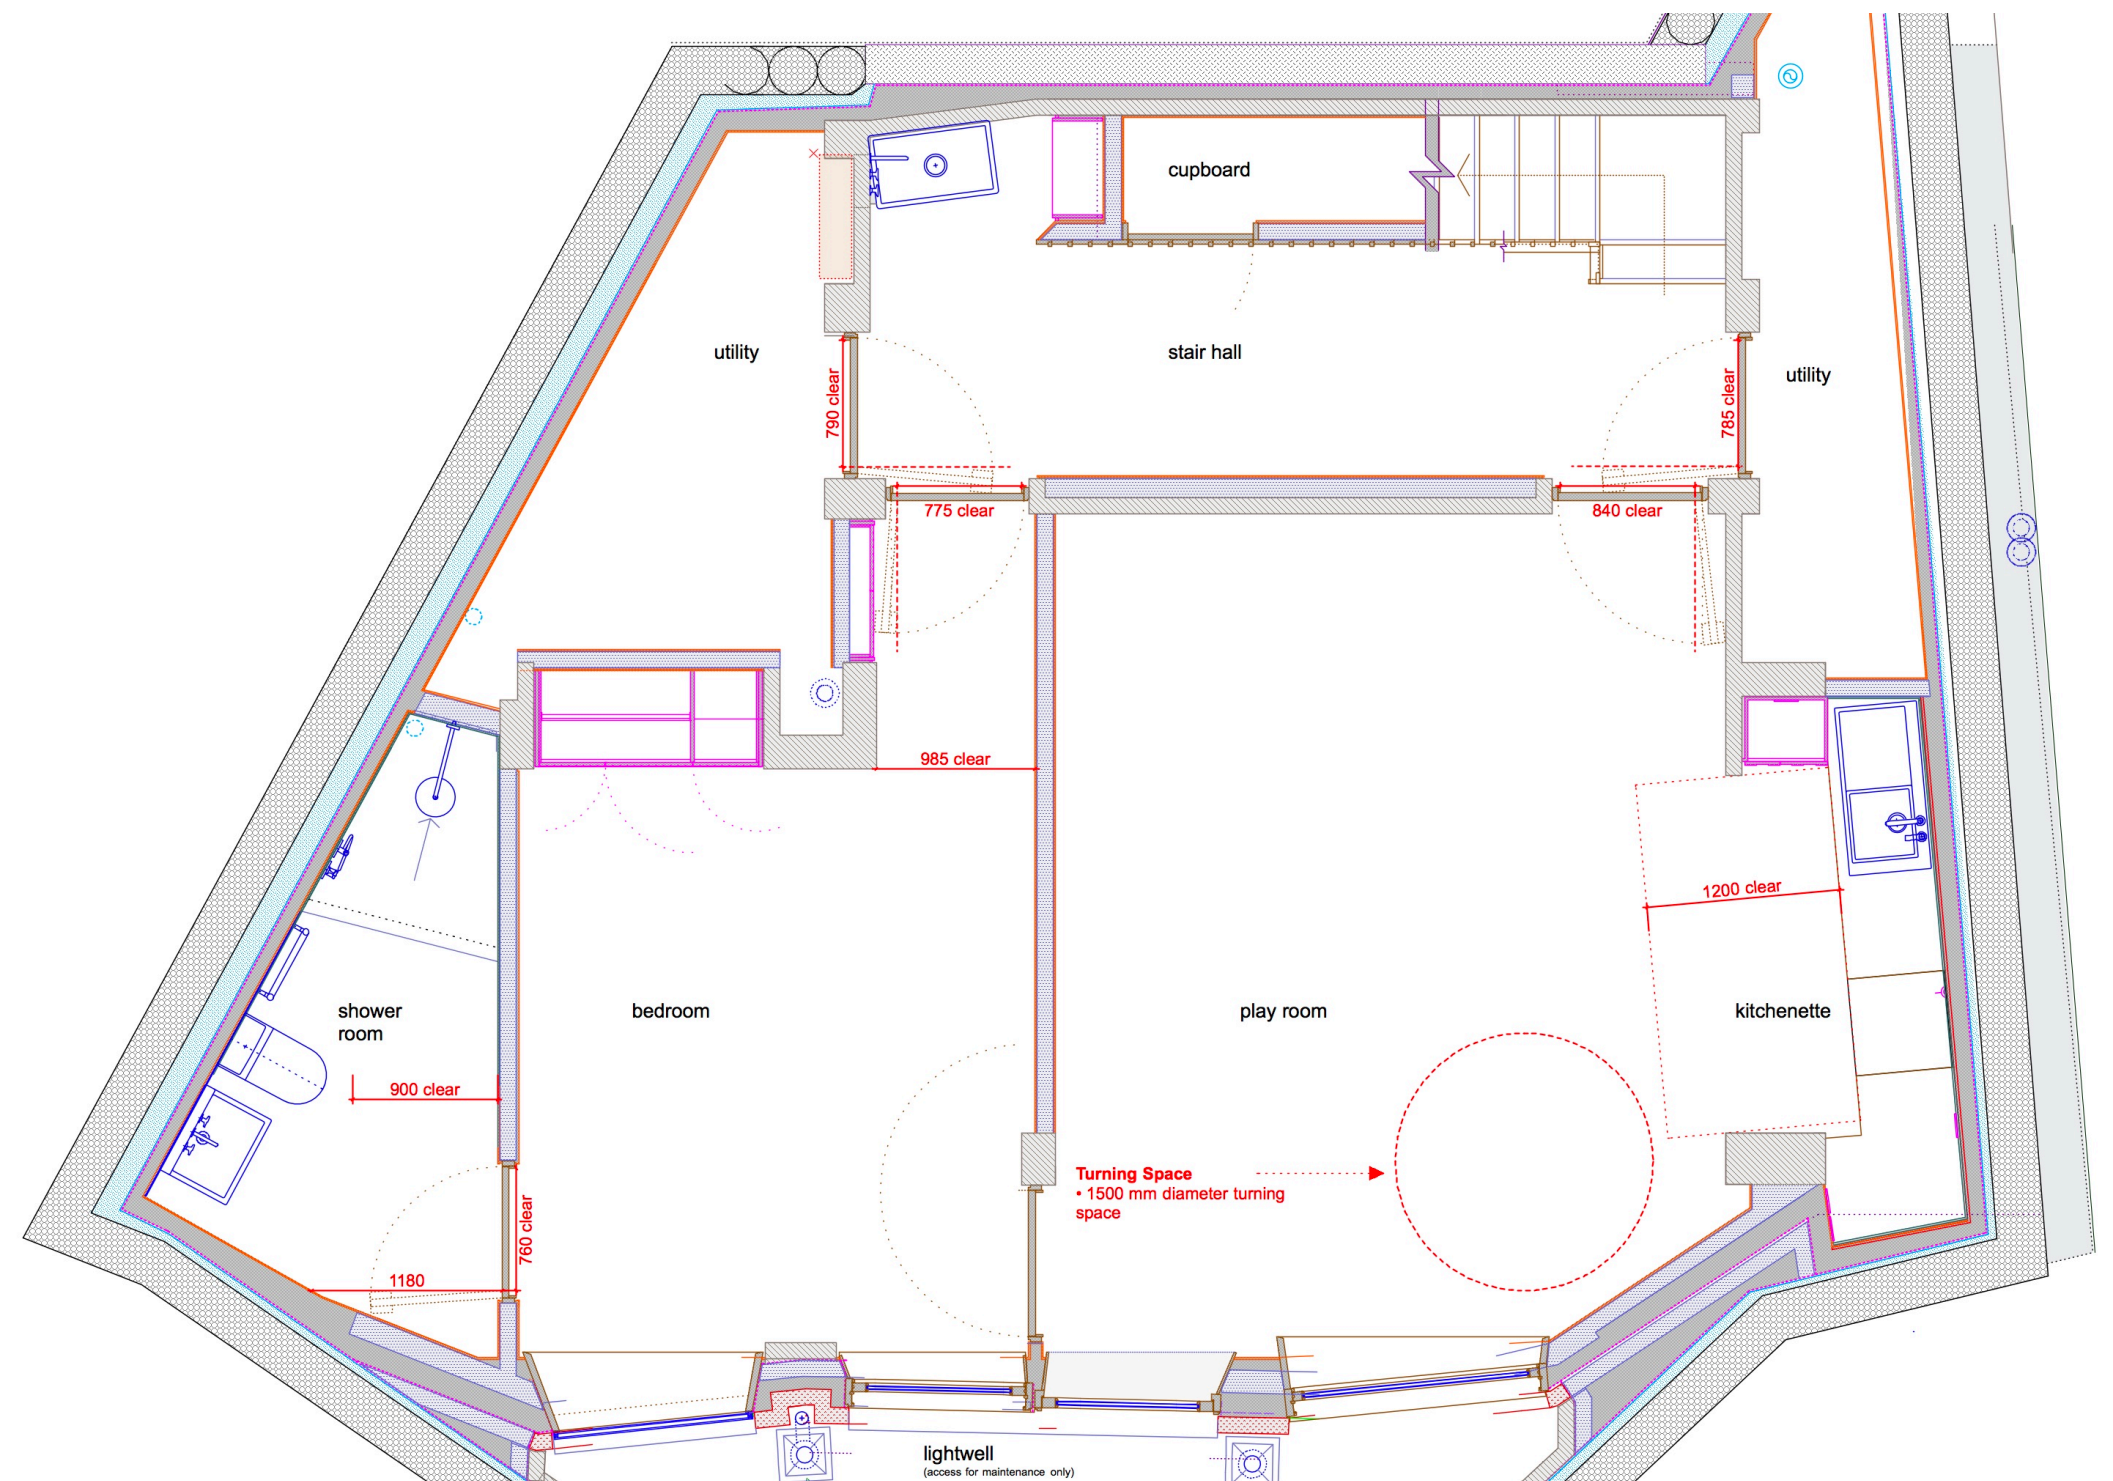 cupboard
utility
stair hall
utility
790 clear
785 clear
775 clear
840 clear
985 clear
1200 clear
shower
room
bedroom
play room
kitchenette
900 clear
Turning Space
• 1500 mm diameter turning
space
760 clear
1180
lightwell
(access for maintenance only)